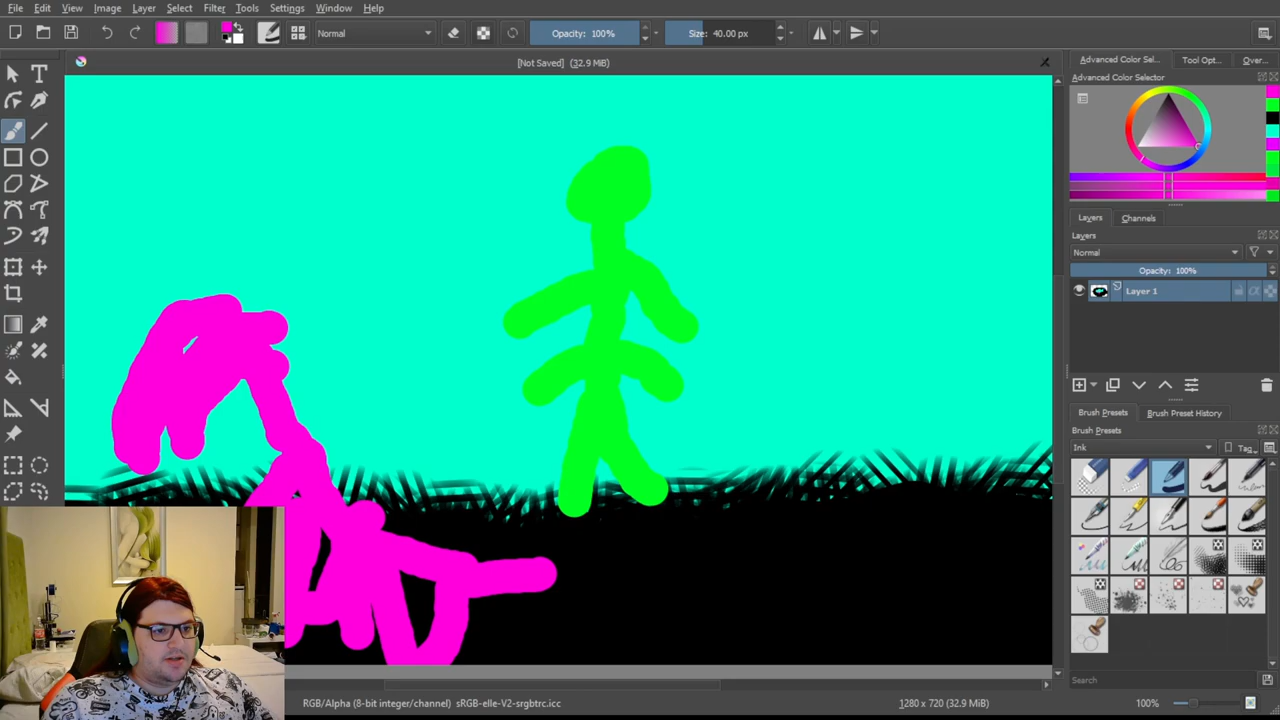 File Edit View Image Layer Select Filter Tools Settings Window Help
Normal Opacity: 100% Size: 40.00 px
[Not Saved] (32.9 MiB)
Advanced Color Sel... Tool Opt... Over...
Advanced Color Selector
Layers Channels
Layers
Normal
Opacity: 100%
Layer 1
Brush Presets Brush Preset History
Brush Presets
Ink Tag
Search
RGB/Alpha (8-bit integer/channel) sRGB-elle-V2-srgbtrc.icc 1280 x 720 (32.9 MiB) 100%